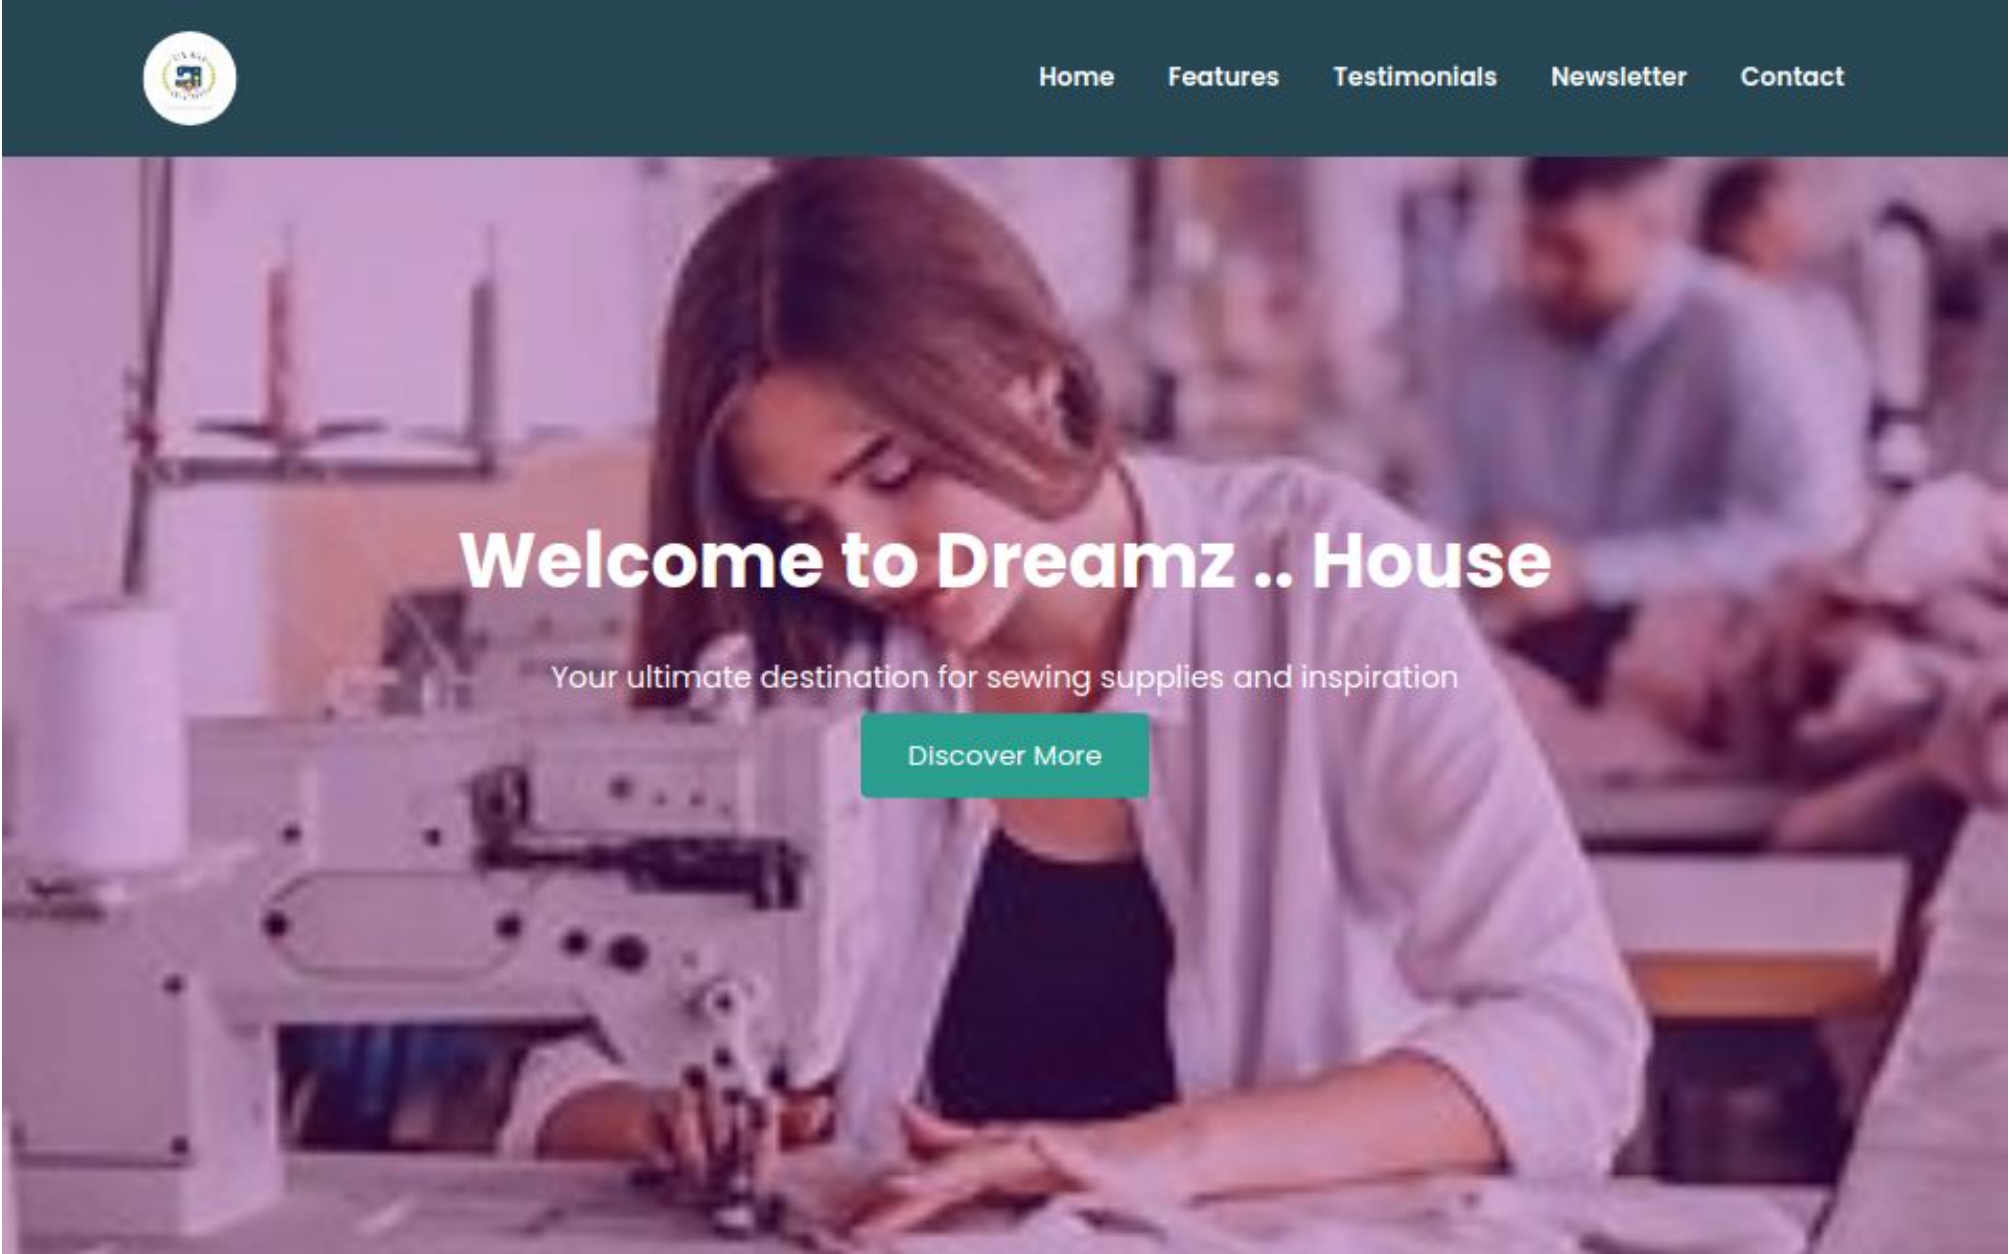 Home Features Testimonials Newsletter Contact
Welcome to Dreamz .. House
Your ultimate destination for sewing supplies and inspiration
DIscover More